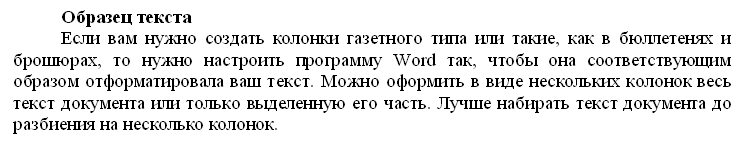 Образец текста
Если вам нужно создать колонки газетного типа или такие, как в бюллетенях и
брошюрах, то нужно настроить программу Word так, чтобы она соответствующим
образом отформатировала ваш текст. Можно оформить в виде нескольких колонок весь
текст документа или только выделенную его часть. Лучше набирать текст документа до
разбиения на несколько колонок.